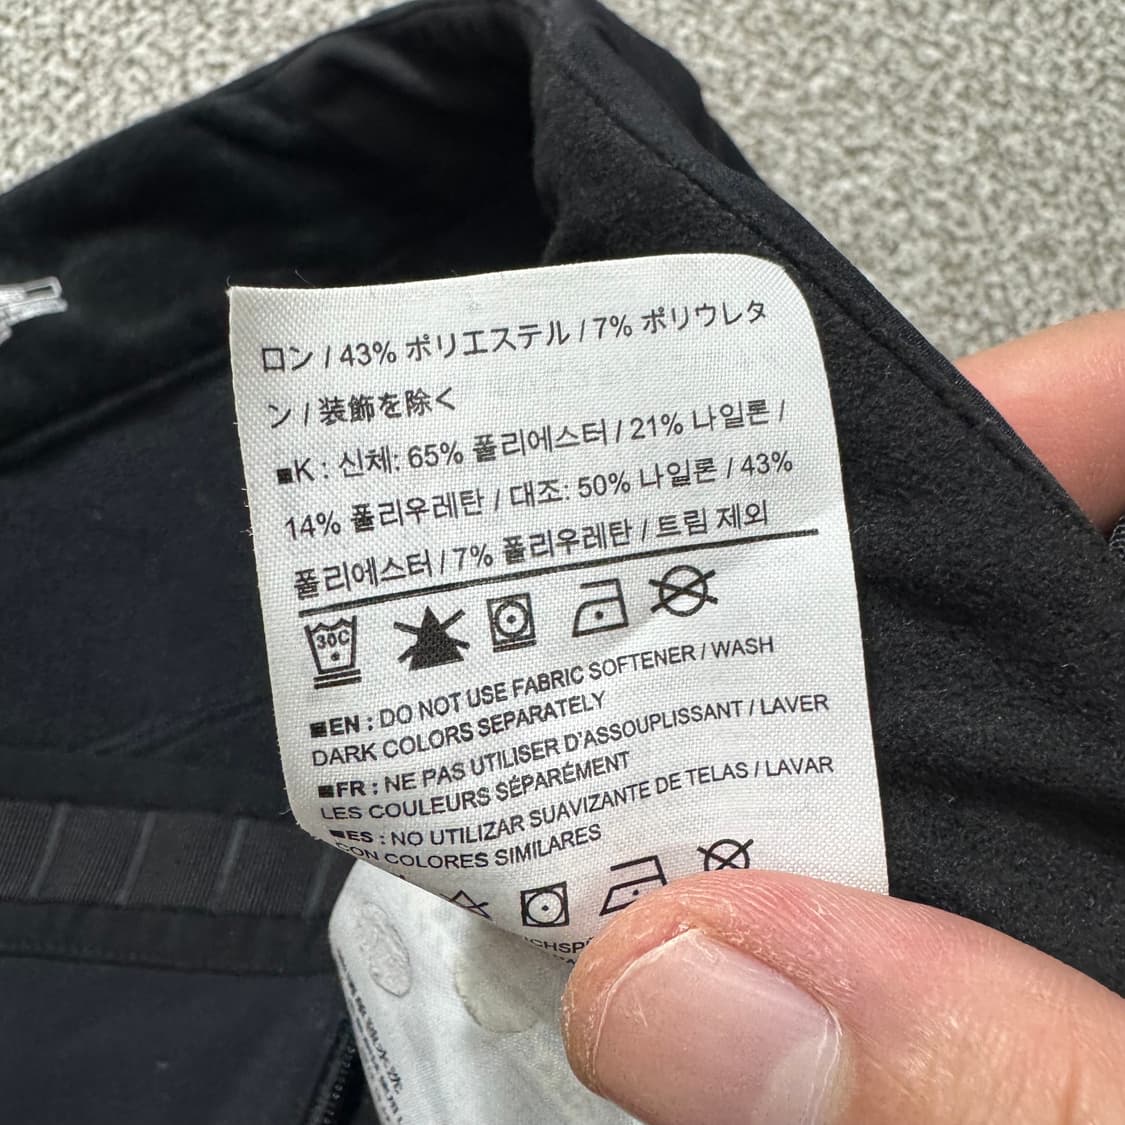 ロン / 43% ポリエステル / 7% ポリウレタ
ン / 装飾を除く
■K : 신체: 65% 폴리에스터 / 21% 나일론 /
14% 폴리우레탄 / 대조: 50% 나일론 / 43%
폴리에스터 / 7% 폴리우레탄 / 트림 제외
30C
■EN : DO NOT USE FABRIC SOFTENER / WASH
DARK COLORS SEPARATELY
■FR : NE PAS UTILISER D'ASSOUPLISSANT / LAVER
LES COULEURS SÉPARÉMENT
■ES : NO UTILIZAR SUAVIZANTE DE TELAS / LAVAR
CON COLORES SIMILARES